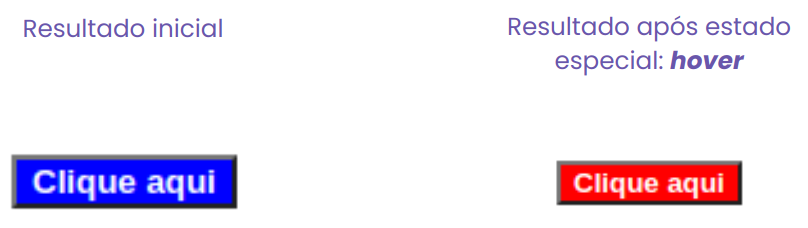 Resultado inicial
Resultado após estado
especial: hover
Clique aqui
Clique aqui